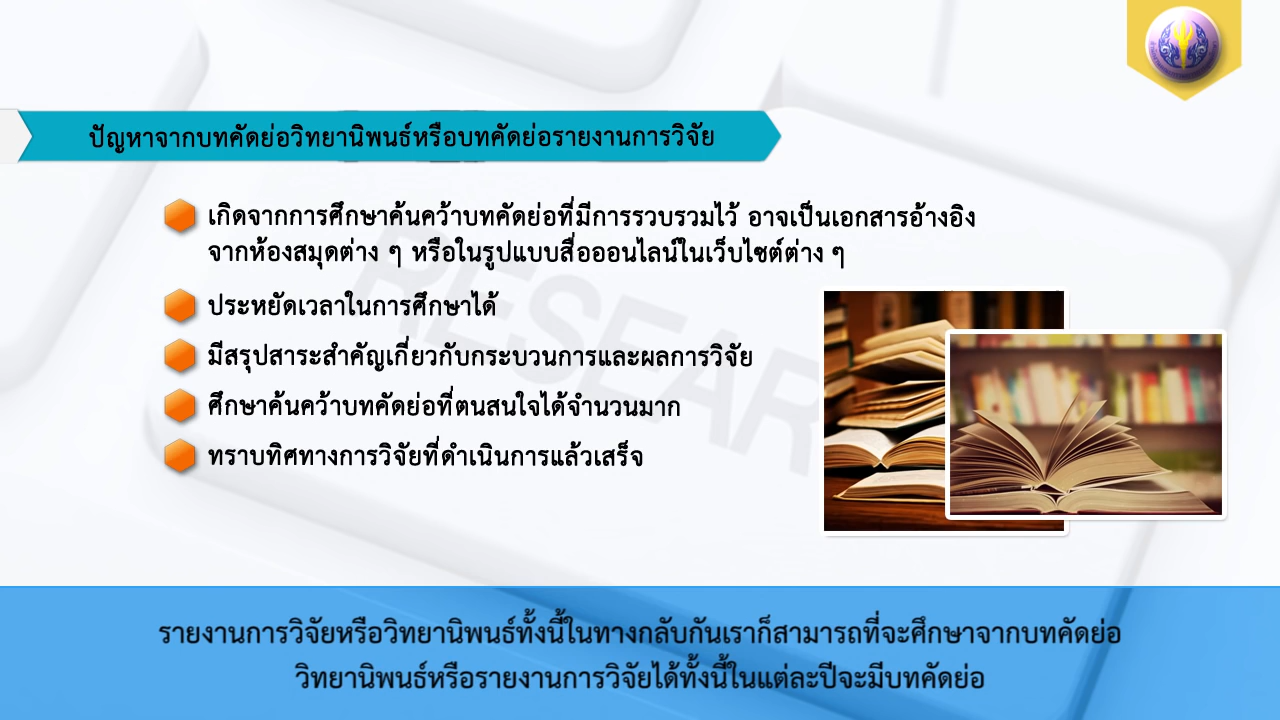 ปัญหาจากบทคัดย่อวิทยานิพนธ์หรือบทคัดย่อรายงานการวิจัย
เกิดจากการศึกษาค้นคว้าบทคัดย่อที่มีการรวบรวมไว้ อาจเป็นเอกสารอ้างอิง
จากห้องสมุดต่าง ๆ หรือในรูปแบบสื่อออนไลน์ในเว็บไซต์ต่าง ๆ
ประหยัดเวลาในการศึกษาได้
มีสรุปสาระสำคัญเกี่ยวกับกระบวนการและผลการวิจัย
ศึกษาค้นคว้าบทคัดย่อที่ตนสนใจได้จำนวนมาก
ทราบทิศทางการวิจัยที่ดำเนินการแล้วเสร็จ
RESEAR
รายงานการวิจัยหรือวิทยานิพนธ์ทั้งนี้ในทางกลับกันเราก็สามารถที่จะศึกษาจากบทคัดย่อ
วิทยานิพนธ์หรือรายงานการวิจัยได้ทั้งนี้ในแต่ละปีจะมีบทคัดย่อ